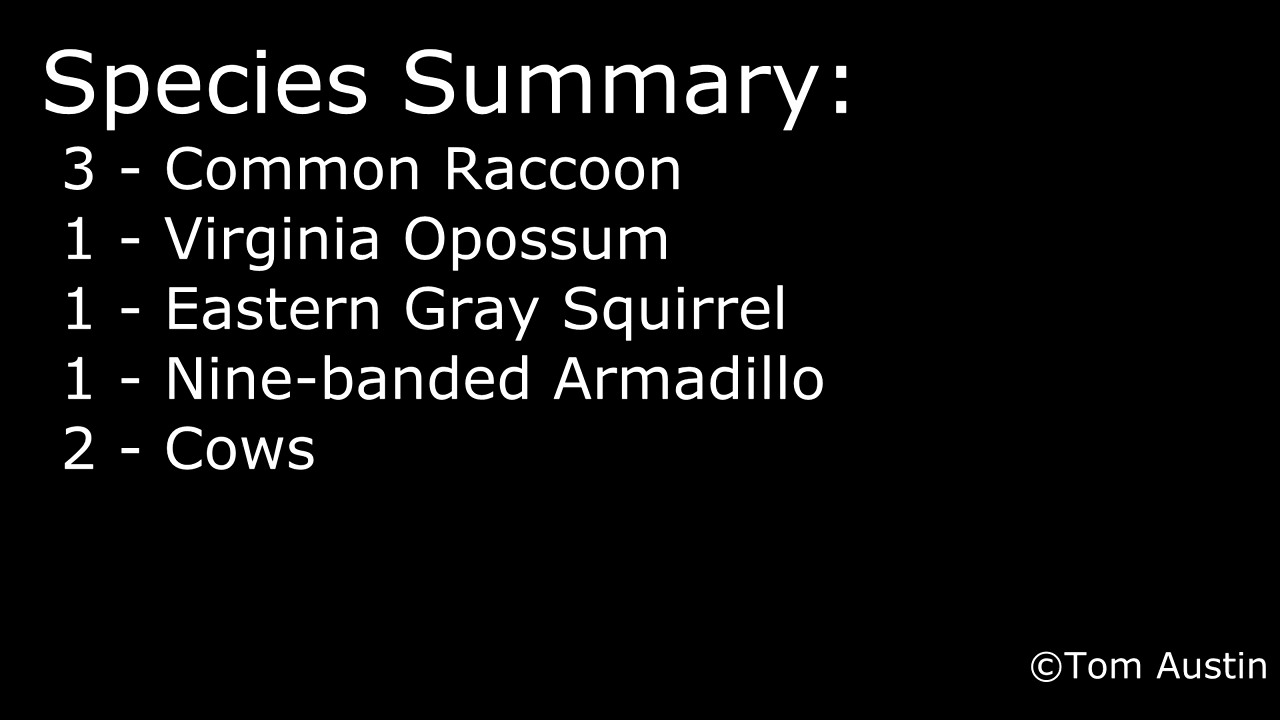 Species Summary:
3 - Common Raccoon
1 - Virginia Opossum
1 - Eastern Gray Squirrel
1 - Nine-banded Armadillo
2 - Cows
©Tom Austin